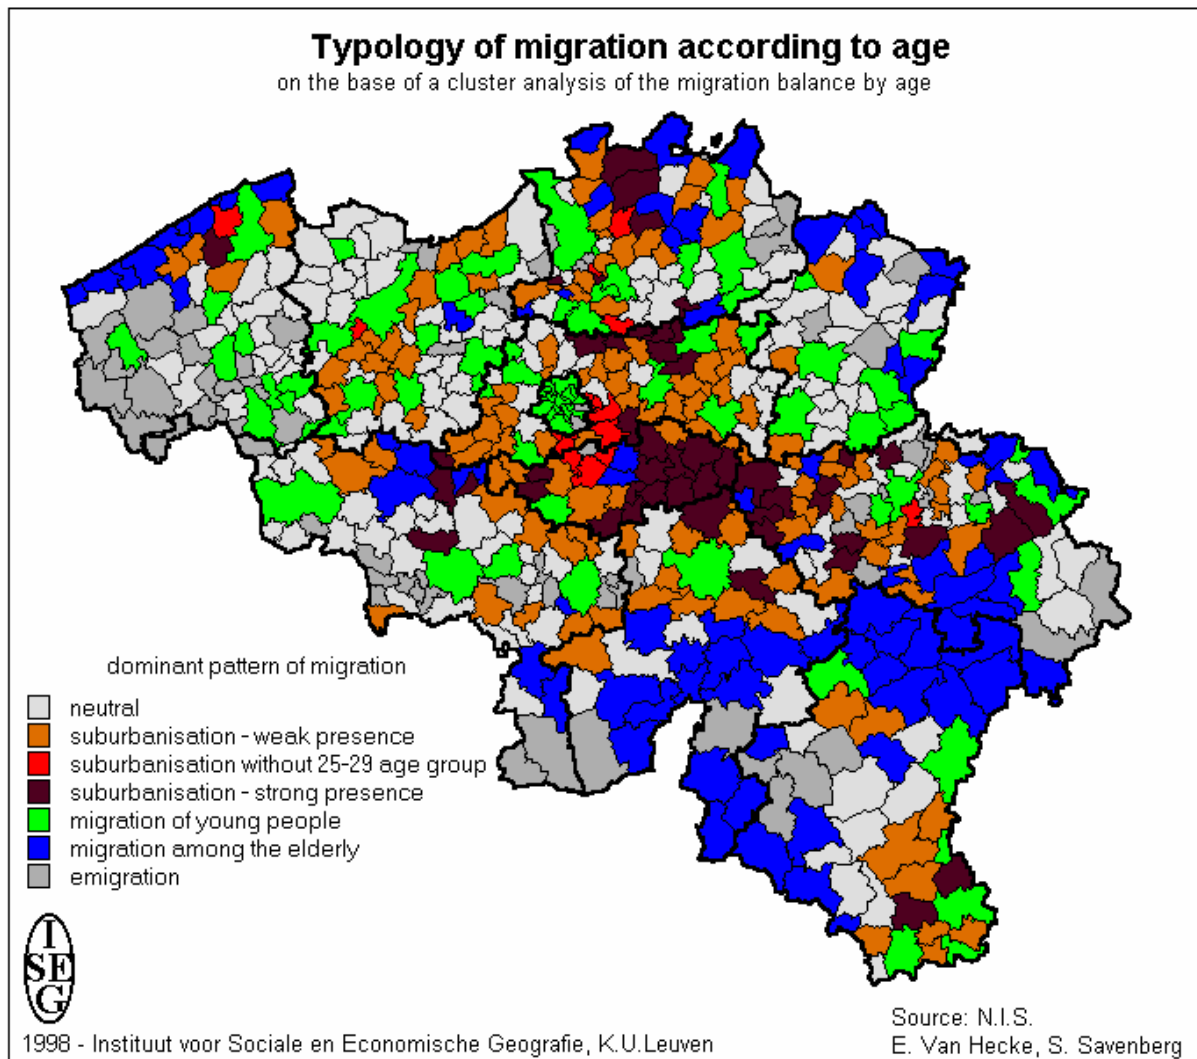 Typology of migration according to age
on the base of a cluster analysis of the migration balance by age
dominant pattern of migration
neutral
suburbanisation - weak presence
suburbanisation without 25-29 age group
suburbanisation - strong presence
migration of young people
migration among the elderly
emigration
I
SE
G
1998 - Instituut voor Sociale en Economische Geografie, K.U.Leuven
Source: N.I.S.
E. Van Hecke, S. Savenberg